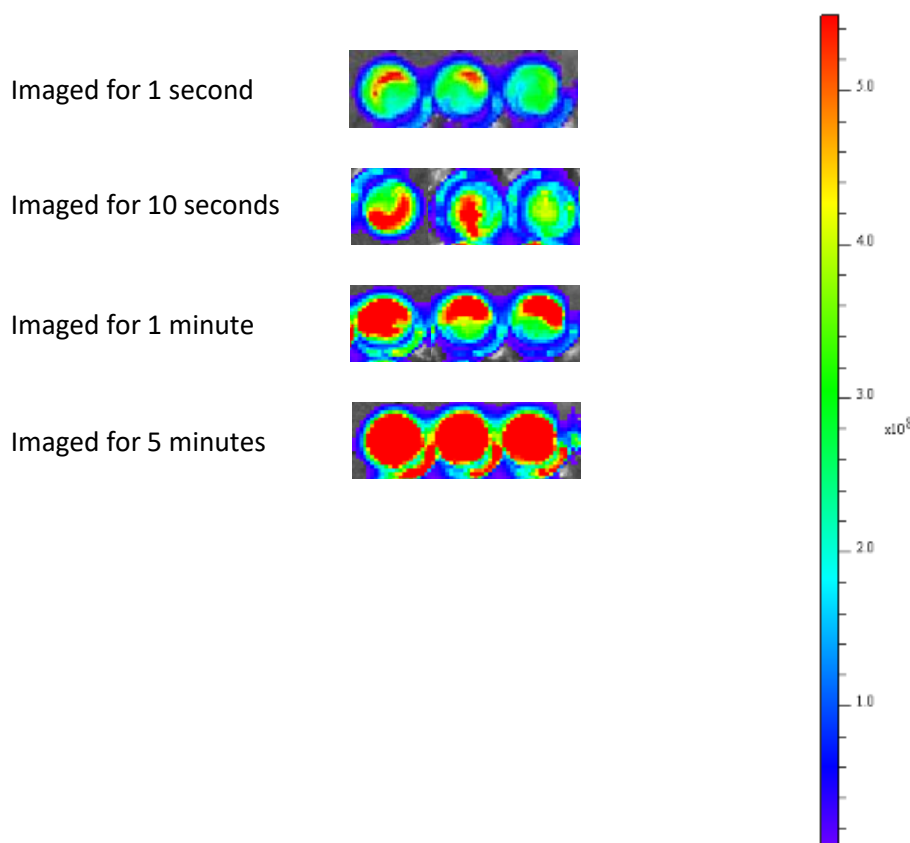 Imaged for 1 second
Imaged for 10 seconds
Imaged for 1 minute
Imaged for 5 minutes
5.0
4.0
3.0
x10⁸
2.0
1.0